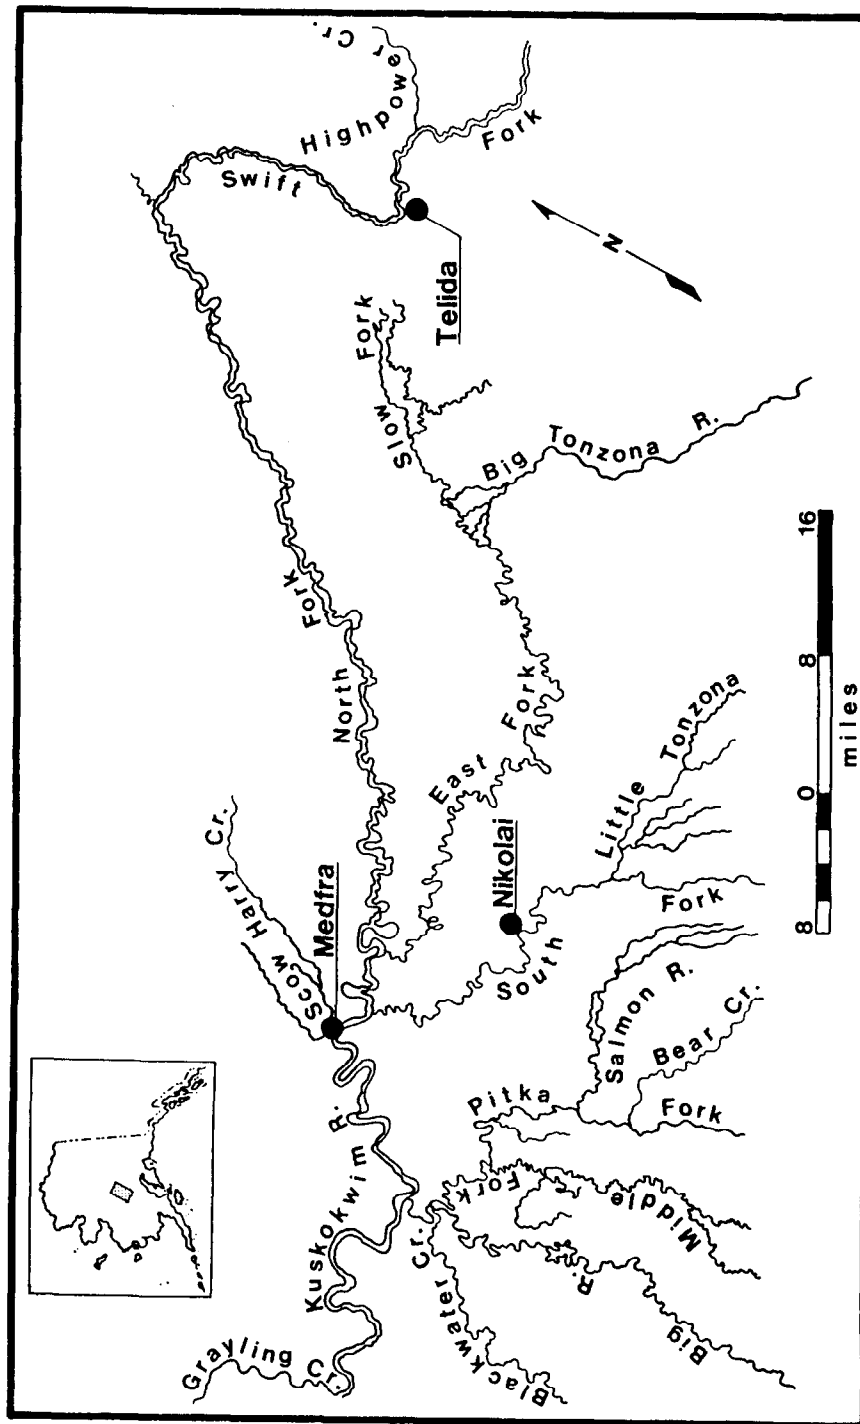 Highpower Cr.
Swift Fork
Telida
N
Slow Fork
Big Tonzona R.
North Fork
East Fork
Scow Harry Cr.
Medfra
Nikolai
Little Tonzona
South Fork
Salmon R.
Bear Cr.
Pitka Fork
Kuskokwim R.
Middle Fork
Big R.
Blackwater Cr.
Grayling Cr.
8 0 8 16
miles